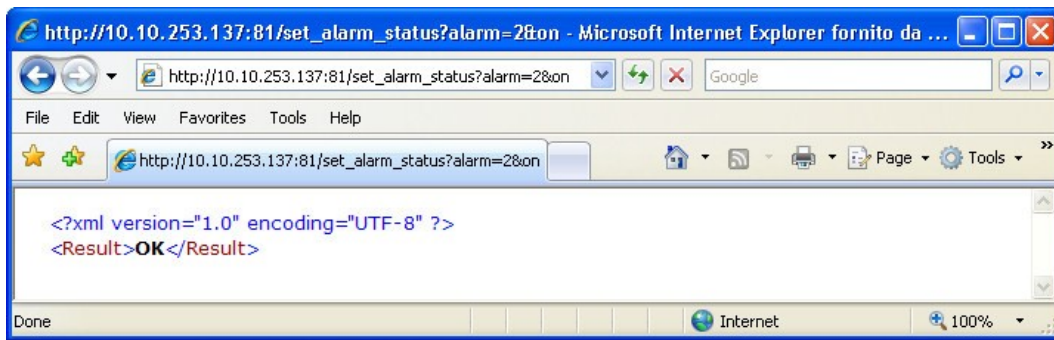 http://10.10.253.137:81/set_alarm_status?alarm=2&on - Microsoft Internet Explorer fornito da ...
http://10.10.253.137:81/set_alarm_status?alarm=2&on Google
File Edit View Favorites Tools Help
http://10.10.253.137:81/set_alarm_status?alarm=2&on Page Tools »
<?xml version="1.0" encoding="UTF-8" ?>
<Result>OK</Result>
Done Internet 100%